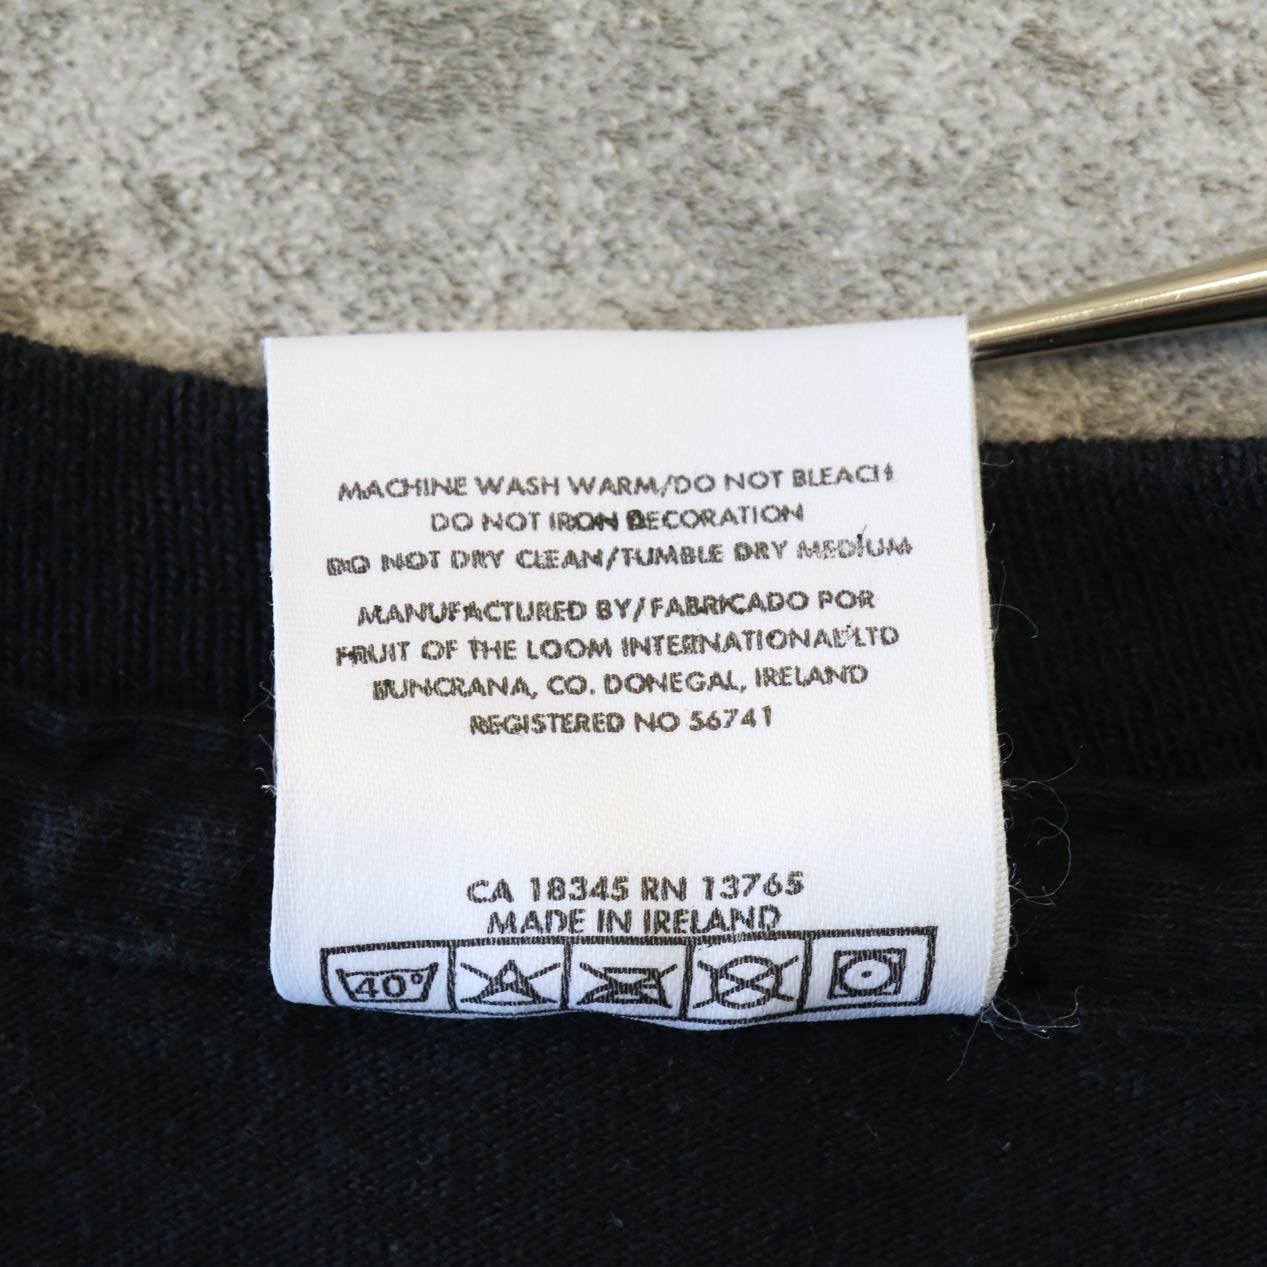 MACHINE WASH WARM/DO NOT BLEACH
DO NOT IRON DECORATION
DO NOT DRY CLEAN/TUMBLE DRY MEDIUM
MANUFACTURED BY/FABRICADO POR
FRUIT OF THE LOOM INTERNATIONAL LTD
BUNCRANA, CO. DONEGAL, IRELAND
REGISTERED NO 56741
CA 18345 RN 13765
MADE IN IRELAND
40°